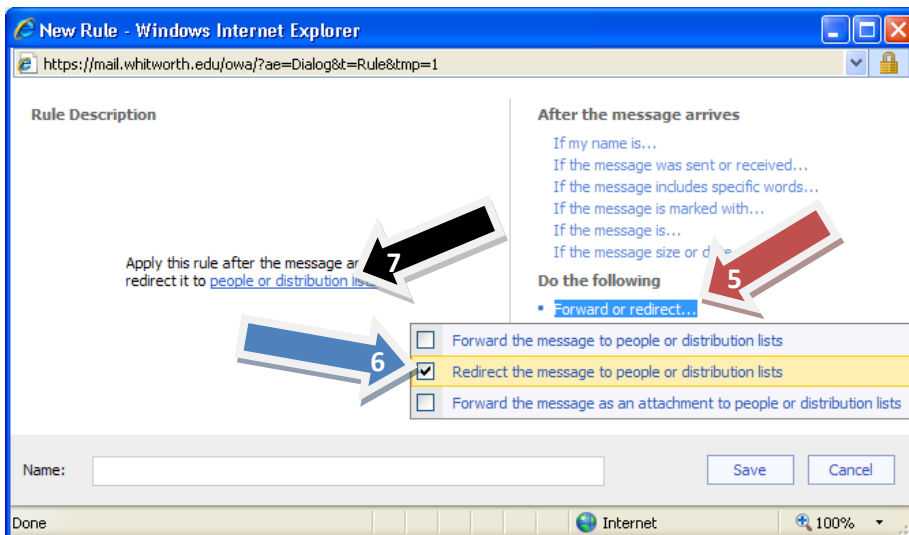 New Rule - Windows Internet Explorer
https://mail.whitworth.edu/owa/?ae=Dialog&t=Rule&tmp=1
Rule Description
Apply this rule after the message
redirect it to people or distribution
After the message arrives
If my name is...
If the message was sent or received...
If the message includes specific words...
If the message is marked with...
If the message is...
If the message size or
Do the following
• Forward or redirect...
5
7
6
Forward the message to people or distribution lists
Redirect the message to people or distribution lists
Forward the message as an attachment to people or distribution lists
Name:
Save
Cancel
Done
Internet
100%